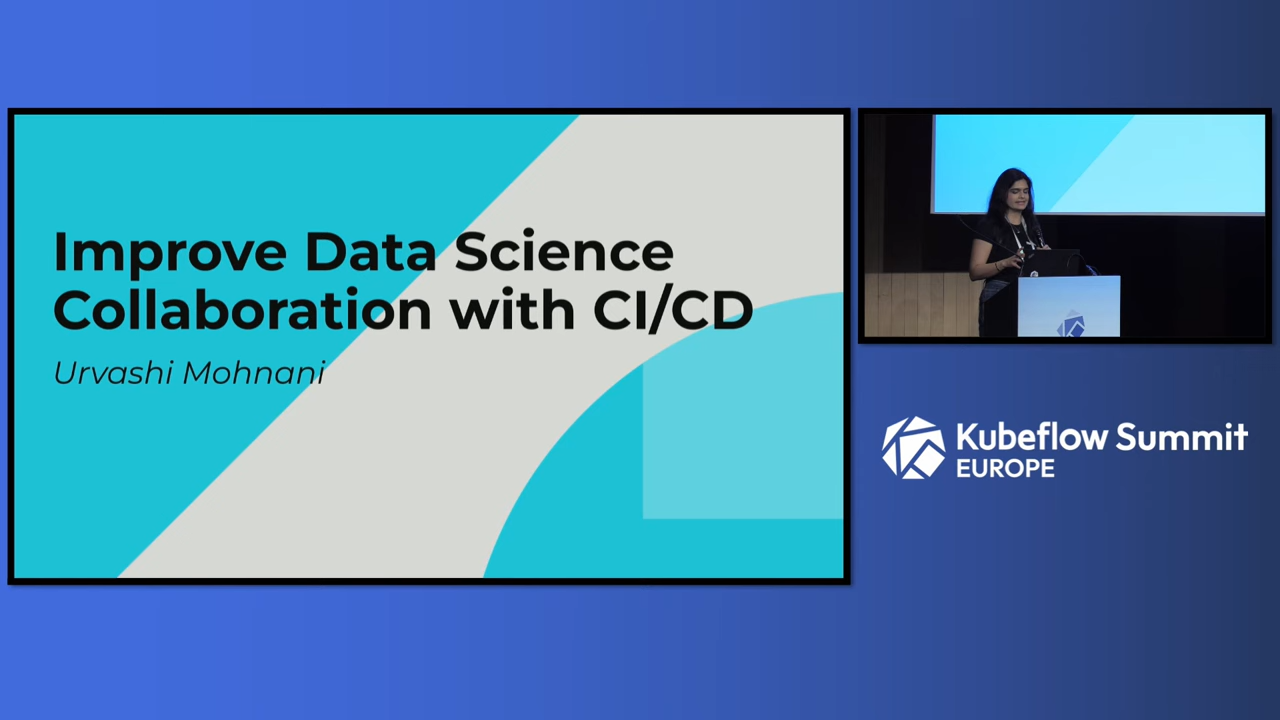 Improve Data Science
Collaboration with CI/CD
Urvashi Mohnani
Kubeflow Summit
EUROPE